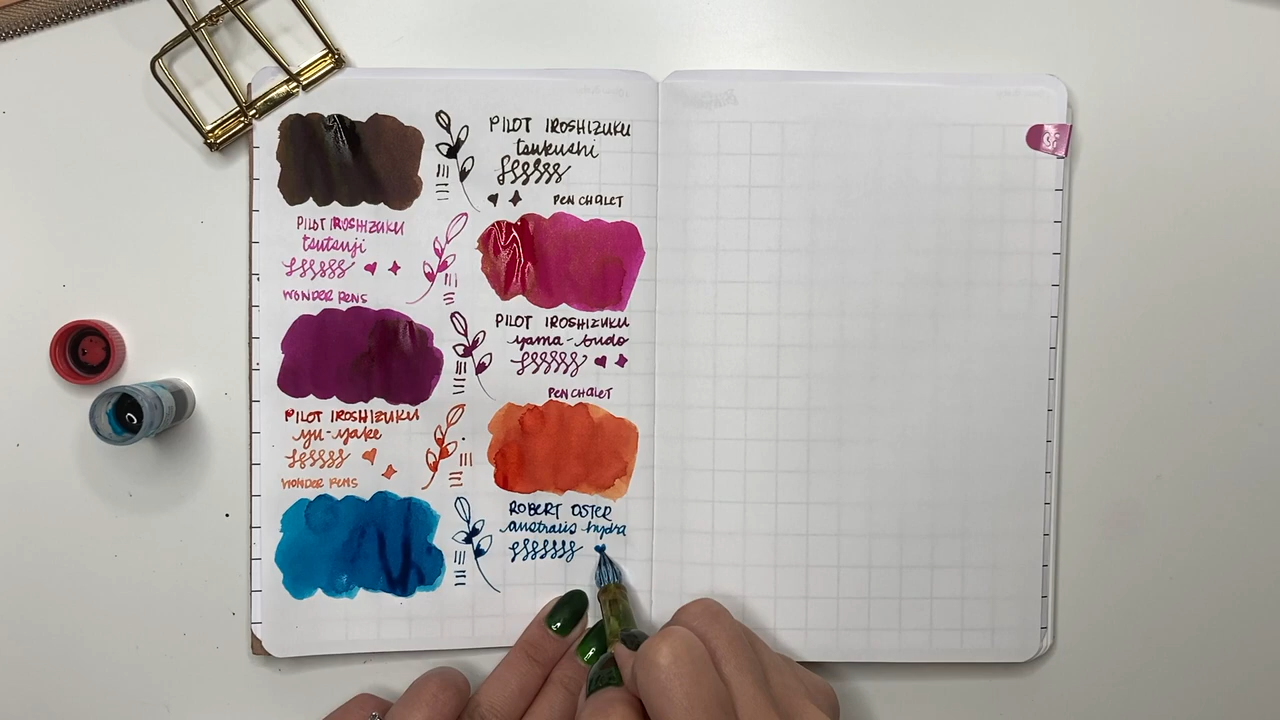 PILOT IROSHIZUKU
tsukushi
PEN CHALET
PILOT IROSHIZUKU
tsutsuji
WONDER PENS
PILOT IROSHIZUKU
yama-budo
PEN CHALET
PILOT IROSHIZUKU
yu-yake
WONDER PENS
ROBERT OSTER
australis hydra